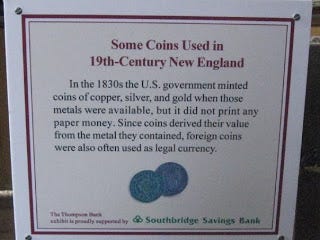 Some Coins Used in
19th-Century New England
In the 1830s the U.S. government minted
coins of copper, silver, and gold when those
metals were available, but it did not print any
paper money. Since coins derived their value
from the metal they contained, foreign coins
were also often used as legal currency.
The Thompson Bank
exhibit is proudly supported by Southbridge Savings Bank